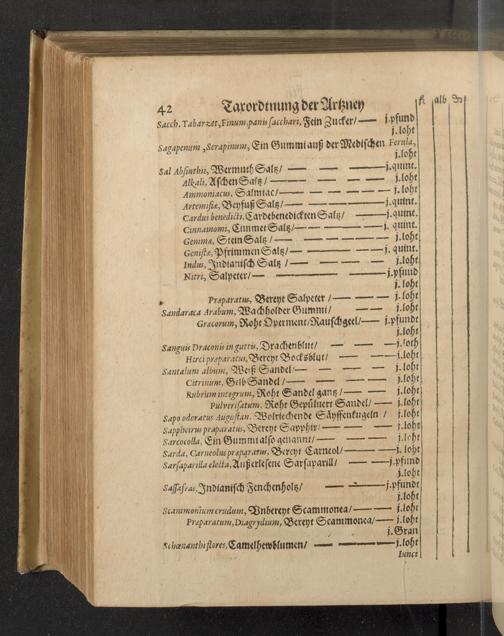 42 Taxordnung der Artzney
fl. alb ₰
Sacch. Tabarzet, Finum, panis sacchari, Fein Zucker/ — j.pfund
j.loht
Sagapenum, Serapinum, Ein Gummi auß der Medischen Ferula,
j.loht
Sal Absinthii, Wermuth Saltz/ — — — — j.quint.
Alkali, Aschen Saltz/ — — — — j.loht
Ammoniacus, Salmiac/ — — — — j.loht
Artemisiæ, Beyfuß Saltz/ — — — — j.quint.
Cardui benedicti, Cardebenedicten Saltz/ — j.quint.
Cinnamomi, Cimmet Saltz/ — — — — j.quint.
Gemmæ, Stein Saltz/ — — — — j.loht
Genistæ, Pfrimmen Saltz/ — — — j.quint.
Indus, Indianisch Saltz/ — — — — j.loht
Nitri, Salpeter/ — — — — j.pfund
j.loht
Præparatus, Bereyt Salpeter/ — — — j.loht
Sandaraca Arabum, Wachholder Gummi/ — — j.loht
Græcorum, Roht Operment/Rauschgeel/ — j.pfundt
j.loht
Sanguis Draconis in guttis, Drachenblut/ — — — j.loth
Hirci præparatus, Bereyt Bocksblut/ — — j.loht
Santalum album, Weiß Sandel/ — — — — j.loht
Citrinum, Gelb Sandel/ — — — — j.loht
Rubrum integrum, Roht Sandel gantz/ — — j.loht
Pulverisatum, Roht Gepülvert Sandel/ — j.loht
Sapo odoratus Augustan. Wolriechende Säyffenkugeln/ j.loht
Sapphirus præparatus, Bereyt Sapphir/ — — — j.loht
Sarcocolla, Ein Gummi also genannt/ — — — j.loht
Sarda, Carneolus præparatus, Bereyt Carneol/ — — j.loht
Sarsaparilla electa, Außerlesene Sarsaparill/ — — j.pfund
j.loht
Sassafras, Indianisch Fenchenholtz/ — — — j.pfundt
j.loht
Scammonium crudum, Unbereyt Scammonea/ — — j.loht
Præparatum, Diagrydium, Bereyt Scammonea/ — j.loht
j.Gran
Schœnanthi flores, Camelhewblumen/ — — — — j.loht
Iunci